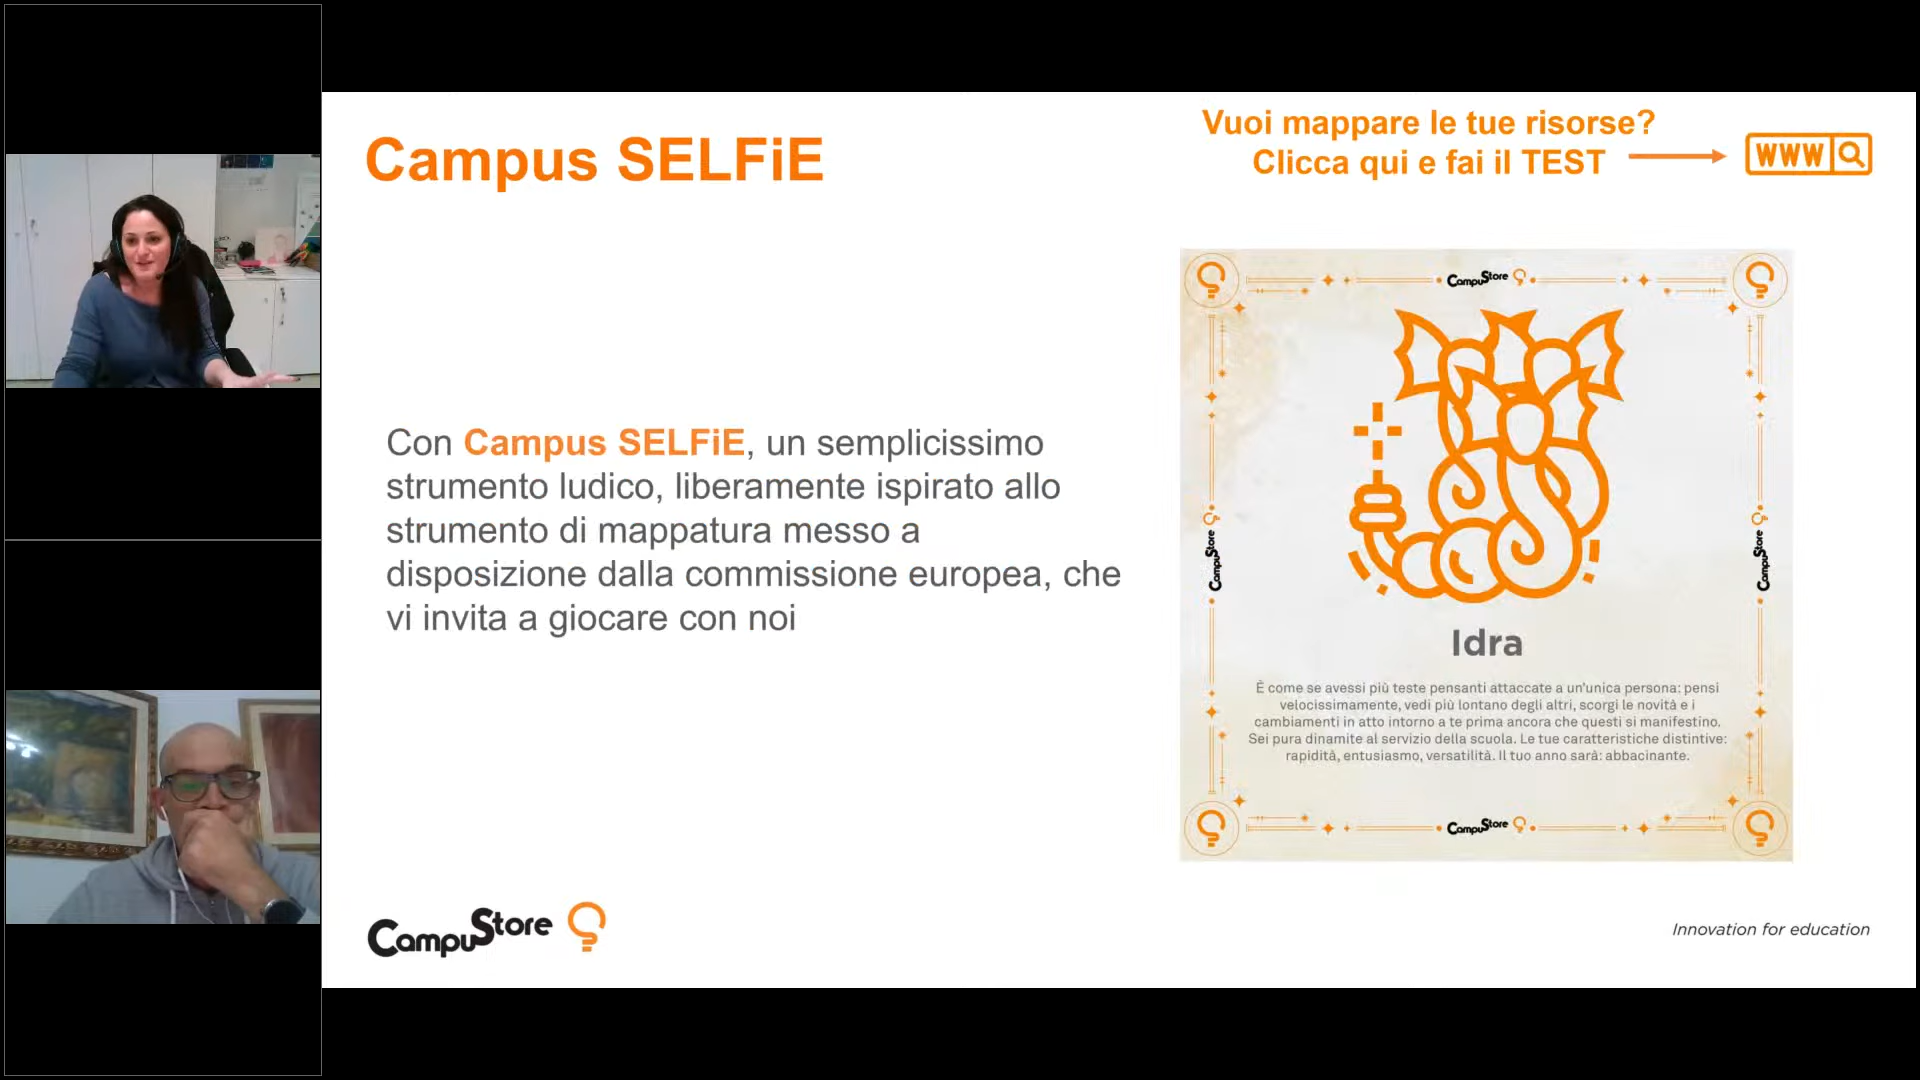 Campus SELFiE
Vuoi mappare le tue risorse?
Clicca qui e fai il TEST
WWW
Con Campus SELFiE, un semplicissimo
strumento ludico, liberamente ispirato allo
strumento di mappatura messo a
disposizione dalla commissione europea, che
vi invita a giocare con noi
CampuStore
CampuStore
CampuStore
Idra
È come se avessi più teste pensanti attaccate a un'unica persona: pensi
velocissimamente, vedi più lontano degli altri, scorgi le novità e i
cambiamenti in atto intorno a te prima ancora che questi si manifestino.
Sei pura dinamite al servizio della scuola. Le tue caratteristiche distintive:
rapidità, entusiasmo, versatilità. Il tuo anno sarà: abbacinante.
CampuStore
CampuStore
Innovation for education